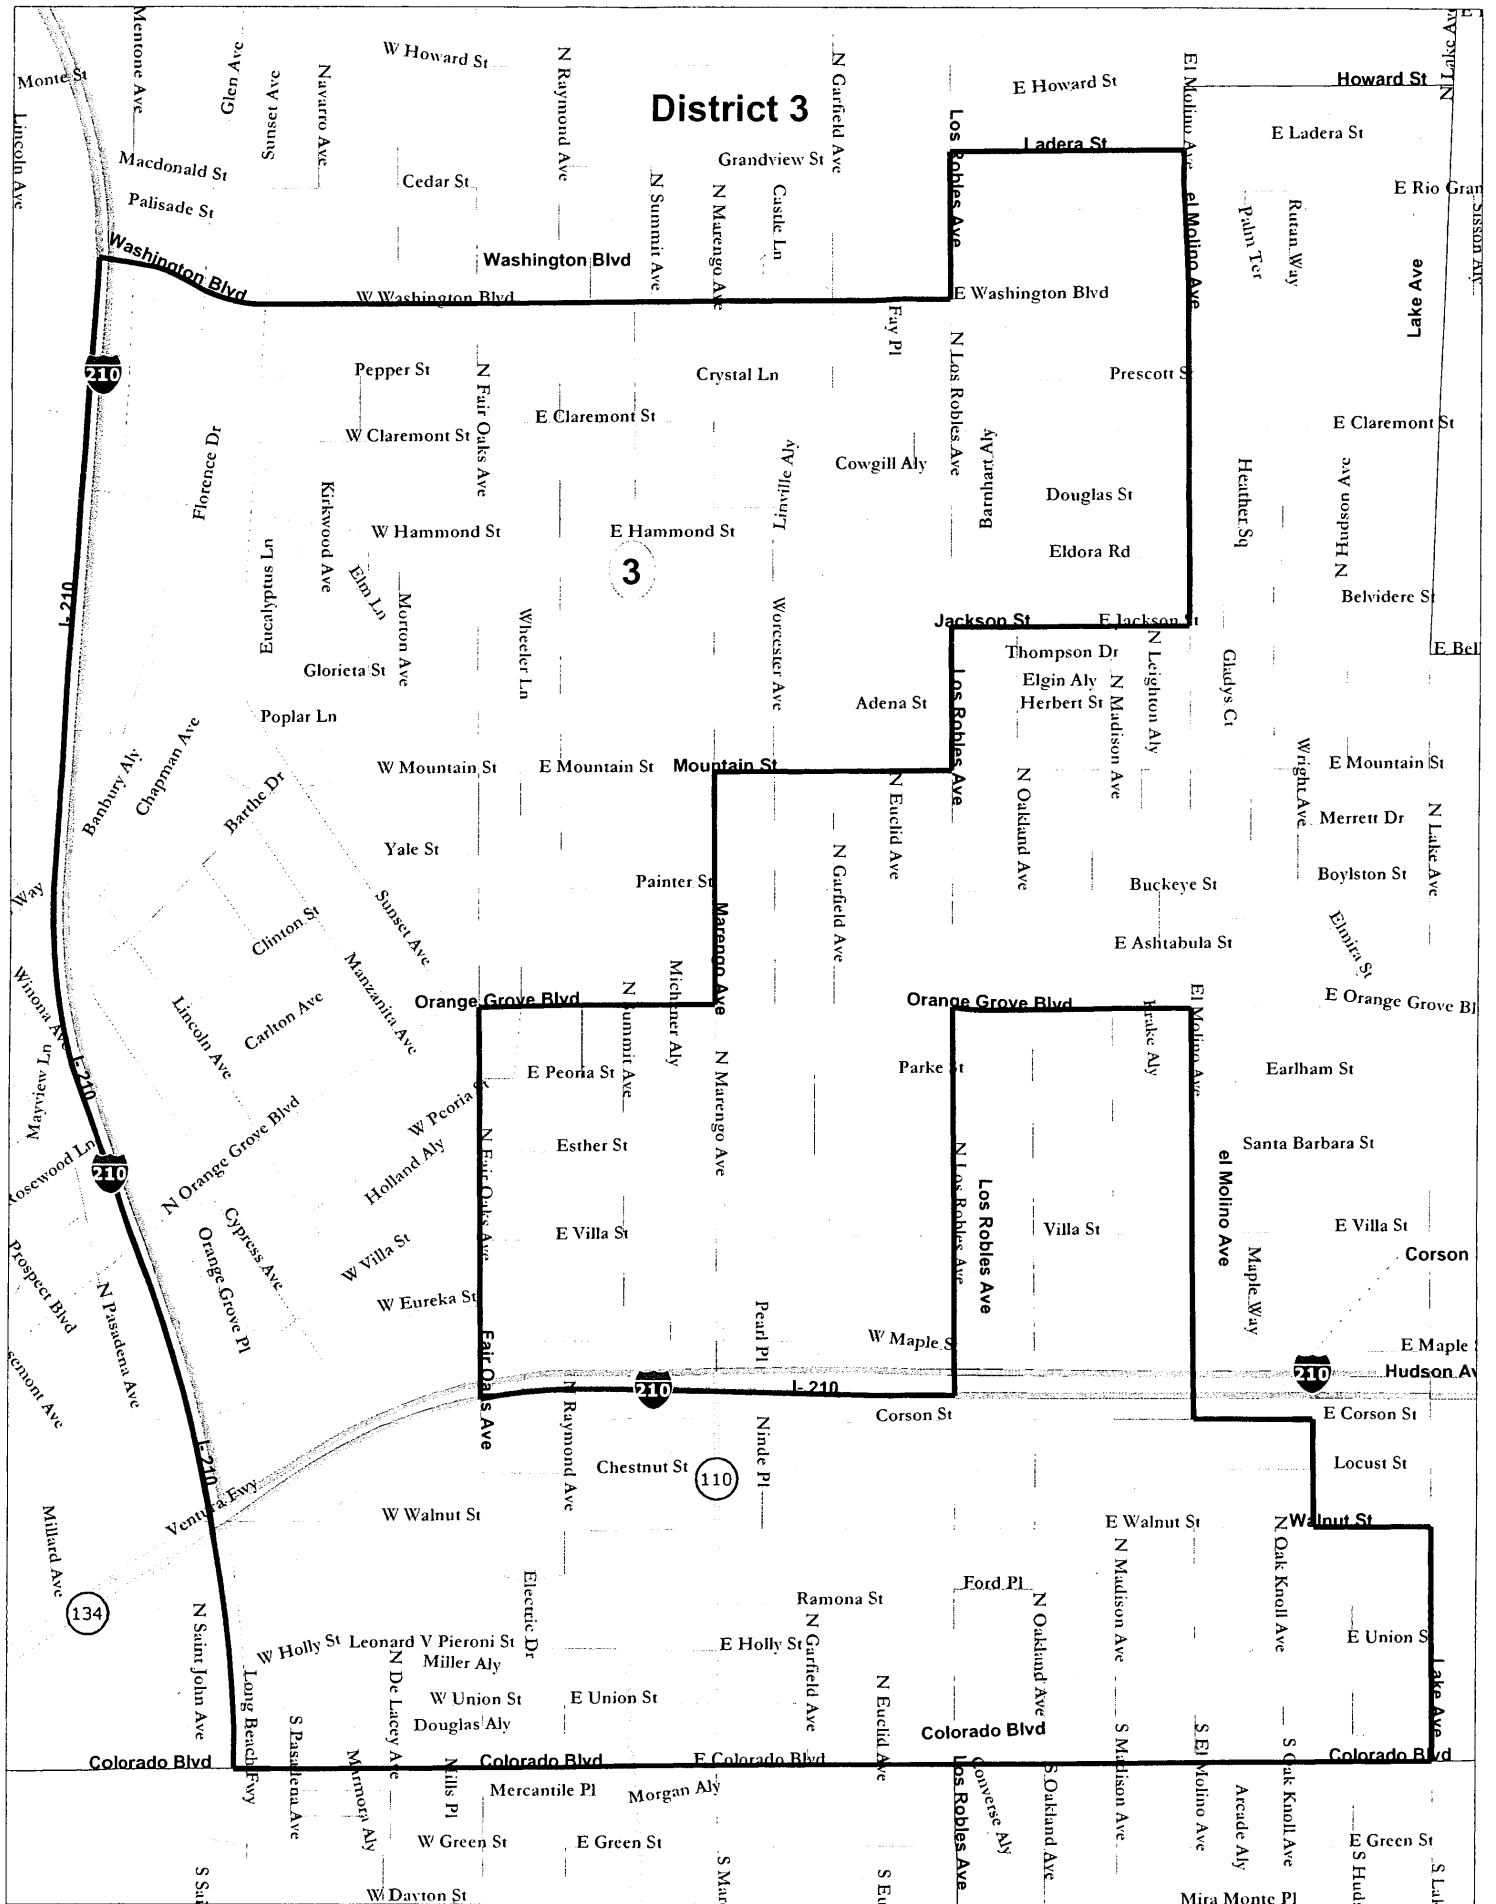 District 3
Mentone Ave
Glen Ave
Sunset Ave
Navarro Ave
W Howard St
N Raymond Ave
N Garfield Ave
El Molino Ave
E Howard St
Howard St
Monte St
Lincoln Ave
Los Robles Ave
Ladera St
E Ladera St
Macdonald St
Grandview St
Cedar St
Palisade St
N Summit Ave
N Marengo Ave
Castle Ln
el Molino Ave
Palm Ter
Rutan Way
E Rio Gran
Sisson Aly
Washington Blvd
Washington Blvd
W Washington Blvd
E Washington Blvd
Lake Ave
Fay Pl
210
Pepper St
N Fair Oaks Ave
Crystal Ln
N Los Robles Ave
Prescott S
E Claremont St
W Claremont St
E Claremont St
Florence Dr
Linville Aly
Cowgill Aly
Barnhart Aly
Heather Sq
N Hudson Ave
Kirkwood Ave
Douglas St
W Hammond St
E Hammond St
Eldora Rd
3
Eucalyptus Ln
Elm Ln
Morton Ave
I-210
Wheeler Ln
Worcester Ave
Belvidere St
Jackson St
E Jackson St
Thompson Dr
N Leighton Aly
E Bel
Glorieta St
Elgin Aly
Gladys Ct
Adena St
Los Robles Ave
Herbert St
N Madison Ave
Poplar Ln
Banbury Aly
Chapman Ave
Barthe Dr
W Mountain St
E Mountain St
Mountain St
N Euclid Ave
N Oakland Ave
Wright Ave
E Mountain St
Merrett Dr
N Lake Ave
Yale St
N Garfield Ave
Painter St
Buckeye St
Boylston St
Way
Marengo Ave
Sunset Ave
Clinton St
E Ashtabula St
Elmira St
Manzanita Ave
Michener Aly
Winona Ave
Lincoln Ave
Carlton Ave
Orange Grove Blvd
N Summit Ave
Orange Grove Blvd
El Molino Ave
E Orange Grove Bl
Mayview Ln
I-210
E Peoria St
W Peoria St
N Marengo Ave
Parke St
Earlham St
N Orange Grove Blvd
Holland Aly
N Fair Oaks Ave
Esther St
N Los Robles Ave
Santa Barbara St
Rosewood Ln
210
Los Robles Ave
el Molino Ave
Cypress Ave
Orange Grove Pl
W Villa St
E Villa St
Villa St
E Villa St
Corson
Prospect Blvd
N Pasadena Ave
Maple Way
W Eureka St
Pearl Pl
W Maple S
E Maple
Fair Oaks Ave
210
I-210
210
Hudson Av
Corson St
E Corson St
I-210
N Raymond Ave
Ninde Pl
Chestnut St
110
Locust St
Ventura Fwy
W Walnut St
E Walnut St
Walnut St
Millard Ave
N Madison Ave
N Oak Knoll Ave
134
Electric Dr
Ford Pl
Ramona St
N Saint John Ave
N Oakland Ave
W Holly St
Leonard V Pieroni St
E Holly St
N Garfield Ave
E Union S
Miller Aly
Long Beach Fwy
N De Lacey Ave
W Union St
E Union St
N Euclid Ave
Lake Ave
Douglas Aly
Colorado Blvd
Colorado Blvd
Colorado Blvd
E Colorado Blvd
Colorado Blvd
S Pasadena Ave
Marmora Aly
Mills Pl
Mercantile Pl
Morgan Aly
Los Robles Ave
Converse Aly
S Oakland Ave
S Madison Ave
S El Molino Ave
Arcade Aly
S Oak Knoll Ave
W Green St
E Green St
E Green St
S Sai
W Dayton St
S Mar
S Eu
Mira Monte Pl
S Hud
S Lak